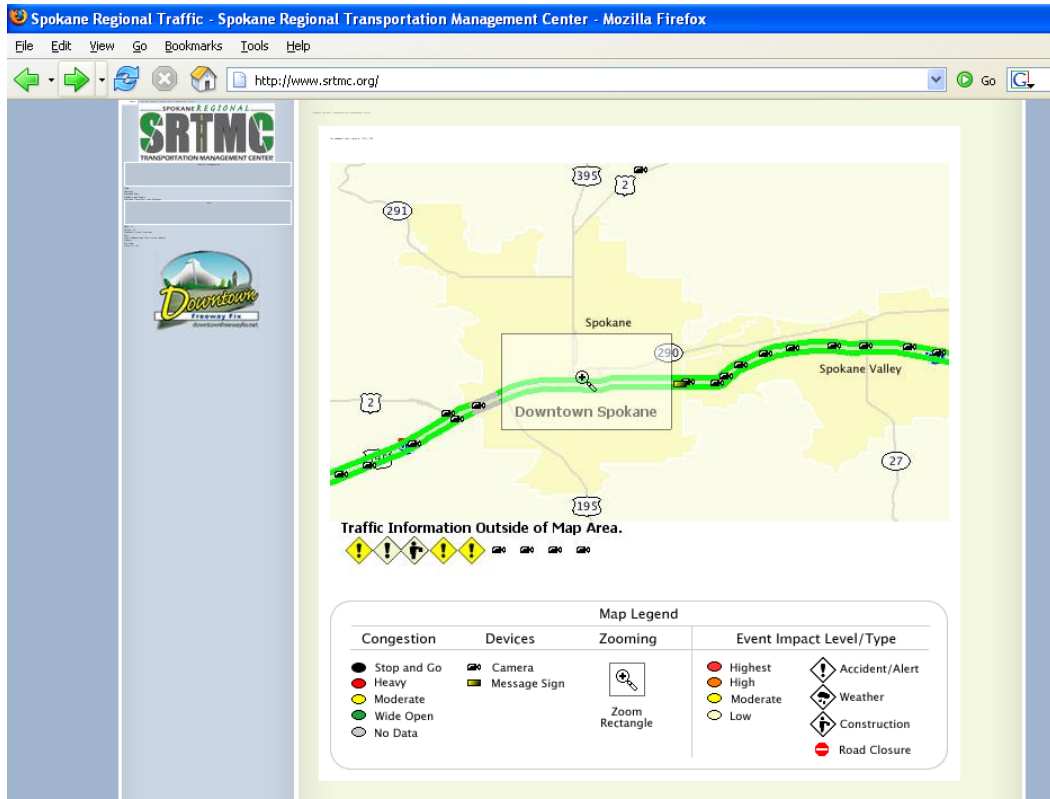 Spokane Regional Traffic - Spokane Regional Transportation Management Center - Mozilla Firefox
File Edit View Go Bookmarks Tools Help
http://www.srtmc.org/
Go
G
SPOKANE REGIONAL
SRTMC
TRANSPORTATION MANAGEMENT CENTER
Downtown
Freeway Fix
downtownfreewayfix.net
395
2
291
Spokane
290
Spokane Valley
2
Downtown Spokane
27
195
Traffic Information Outside of Map Area.
Map Legend
Congestion Devices Zooming Event Impact Level/Type
Stop and Go Camera Highest Accident/Alert
Heavy Message Sign High
Moderate Moderate Weather
Wide Open Zoom Low
No Data Rectangle Construction
Road Closure